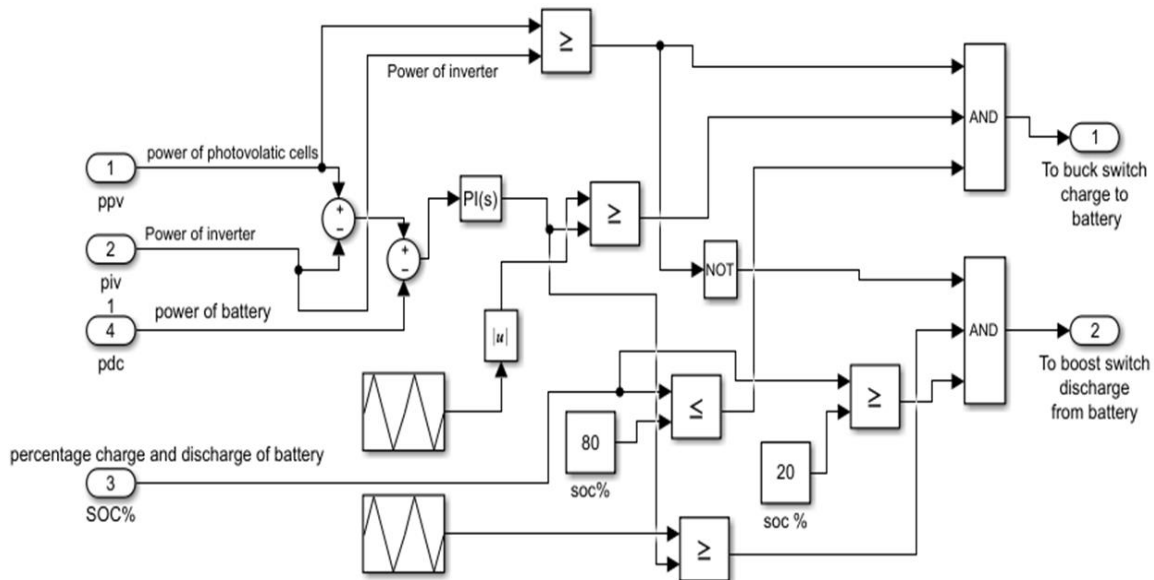 ≥
Power of inverter
AND
power of photovolatic cells
1
ppv
1
To buck switch
charge to
battery
PI(s)
≥
+
−
Power of inverter
2
piv
+
−
NOT
1
power of battery
4
pdc
|u|
AND
2
To boost switch
discharge
from battery
≥
≤
80
soc%
20
soc %
percentage charge and discharge of battery
3
SOC%
≥